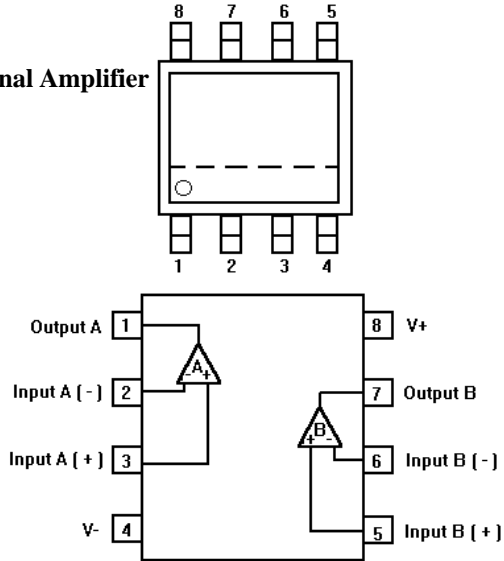 8 7 6 5
nal Amplifier
1 2 3 4
Output A 1
8 V+
-A+
Input A ( - ) 2
7 Output B
+B-
Input A ( + ) 3
6 Input B ( - )
V- 4
5 Input B ( + )